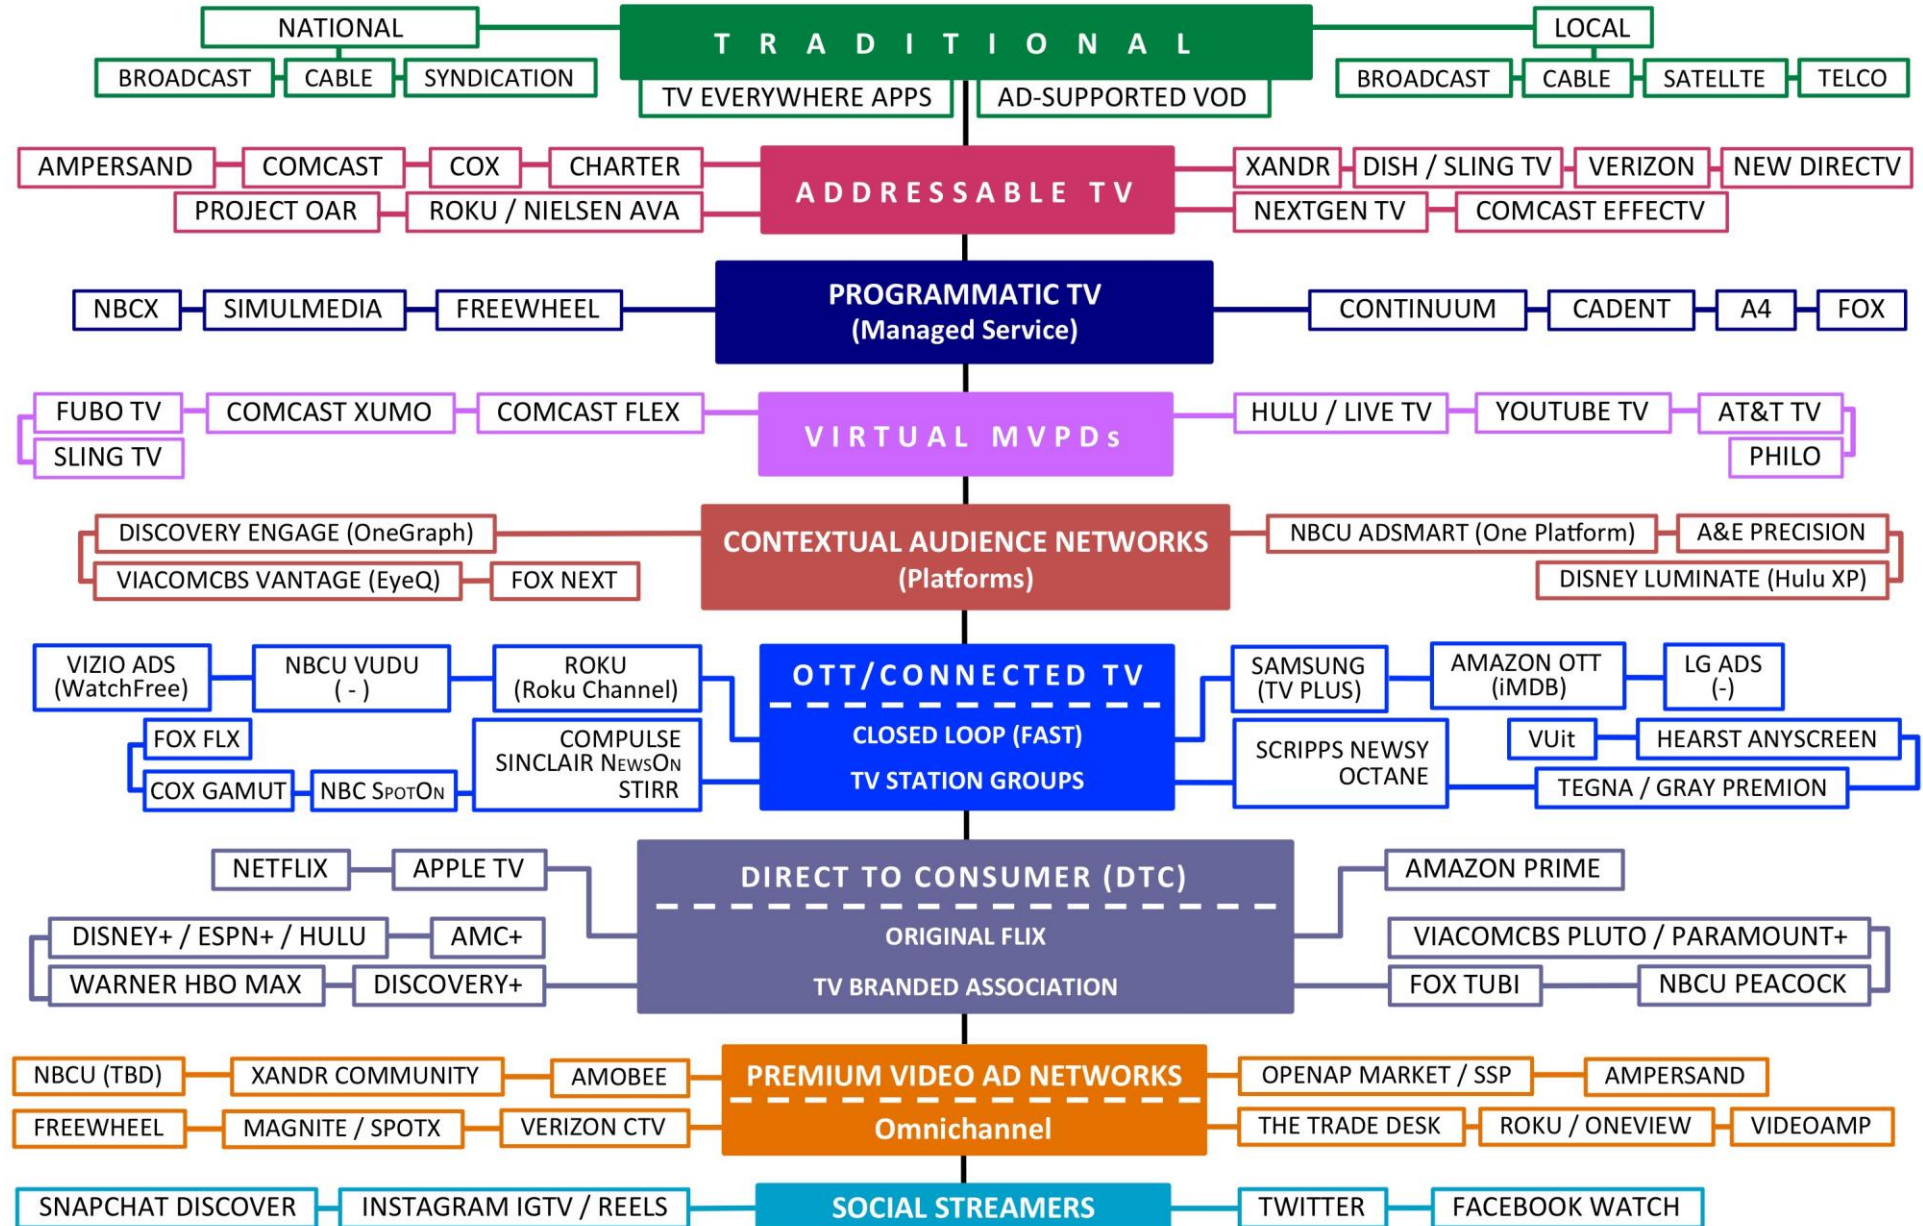 NATIONAL
TRADITIONAL
LOCAL
BROADCAST
CABLE
SYNDICATION
TV EVERYWHERE APPS
AD-SUPPORTED VOD
BROADCAST
CABLE
SATELLTE
TELCO
AMPERSAND
COMCAST
COX
CHARTER
PROJECT OAR
ROKU / NIELSEN AVA
ADDRESSABLE TV
XANDR
DISH / SLING TV
VERIZON
NEW DIRECTV
NEXTGEN TV
COMCAST EFFECTV
NBCX
SIMULMEDIA
FREEWHEEL
PROGRAMMATIC TV
(Managed Service)
CONTINUUM
CADENT
A4
FOX
FUBO TV
COMCAST XUMO
COMCAST FLEX
SLING TV
VIRTUAL MVPDs
HULU / LIVE TV
YOUTUBE TV
AT&T TV
PHILO
DISCOVERY ENGAGE (OneGraph)
VIACOMCBS VANTAGE (EyeQ)
FOX NEXT
CONTEXTUAL AUDIENCE NETWORKS
(Platforms)
NBCU ADSMART (One Platform)
A&E PRECISION
DISNEY LUMINATE (Hulu XP)
VIZIO ADS
(WatchFree)
NBCU VUDU
( - )
ROKU
(Roku Channel)
FOX FLX
COX GAMUT
NBC SPOTON
COMPULSE
SINCLAIR NEWSON
STIRR
OTT/CONNECTED TV
CLOSED LOOP (FAST)
TV STATION GROUPS
SAMSUNG
(TV PLUS)
AMAZON OTT
(iMDB)
LG ADS
(-)
SCRIPPS NEWSY
OCTANE
VUit
HEARST ANYSCREEN
TEGNA / GRAY PREMION
NETFLIX
APPLE TV
DISNEY+ / ESPN+ / HULU
AMC+
WARNER HBO MAX
DISCOVERY+
DIRECT TO CONSUMER (DTC)
ORIGINAL FLIX
TV BRANDED ASSOCIATION
AMAZON PRIME
VIACOMCBS PLUTO / PARAMOUNT+
FOX TUBI
NBCU PEACOCK
NBCU (TBD)
XANDR COMMUNITY
AMOBEE
FREEWHEEL
MAGNITE / SPOTX
VERIZON CTV
PREMIUM VIDEO AD NETWORKS
Omnichannel
OPENAP MARKET / SSP
AMPERSAND
THE TRADE DESK
ROKU / ONEVIEW
VIDEOAMP
SNAPCHAT DISCOVER
INSTAGRAM IGTV / REELS
SOCIAL STREAMERS
TWITTER
FACEBOOK WATCH